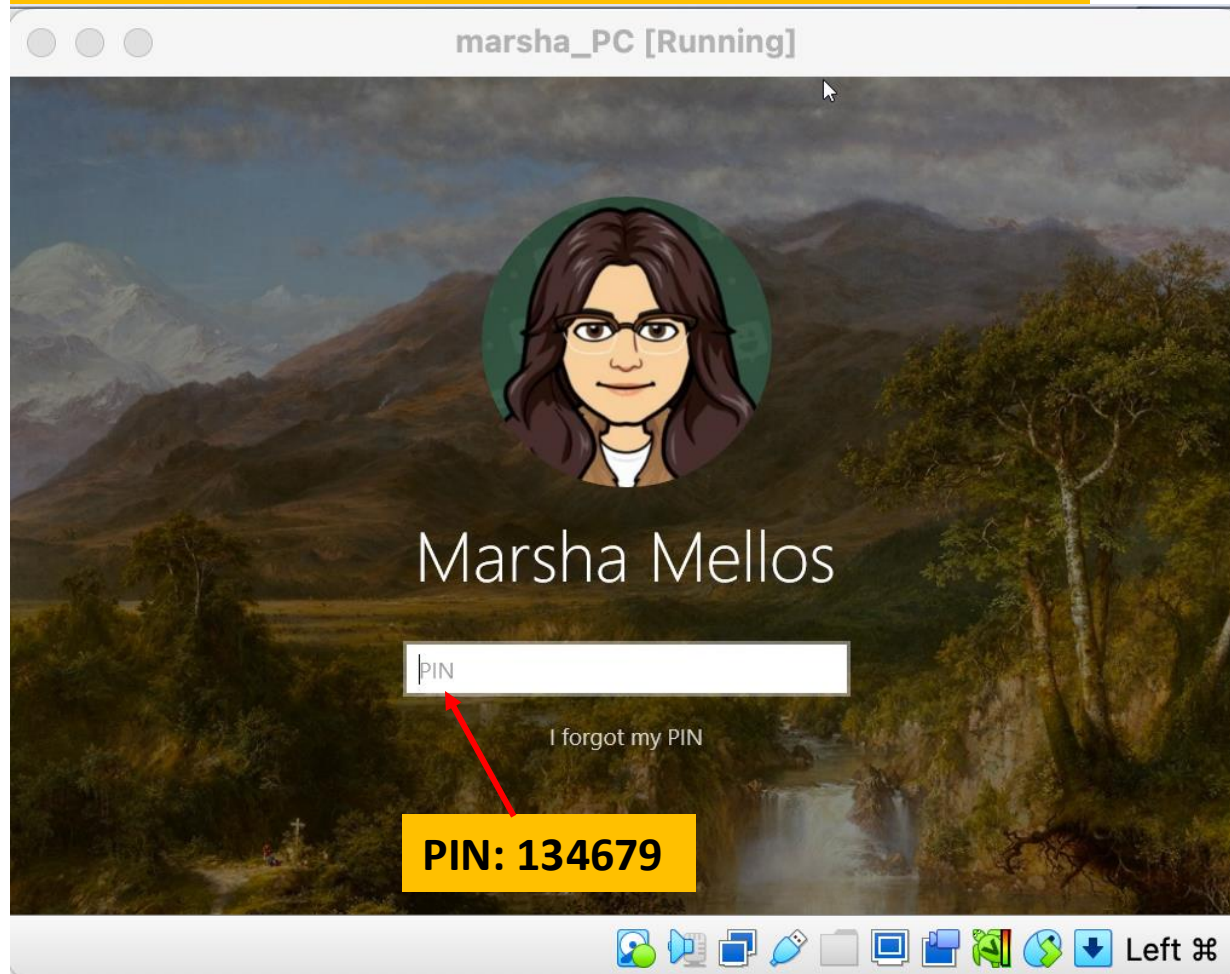 marsha_PC [Running]
Marsha Mellos
PIN
I forgot my PIN
PIN: 134679
Left ⌘